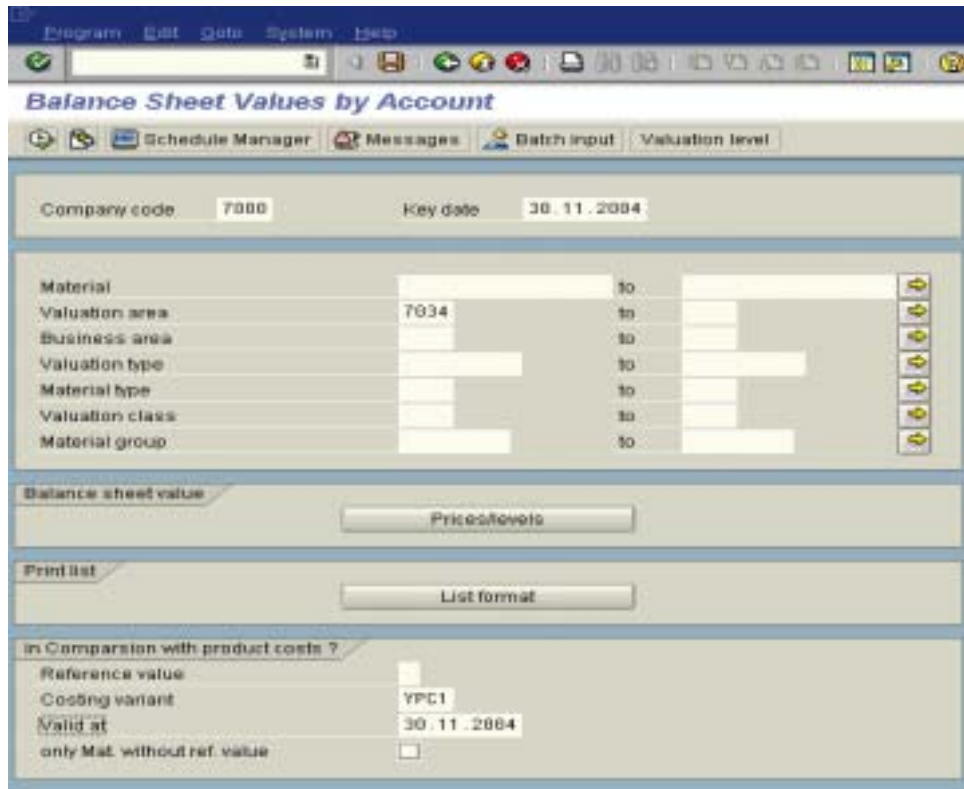 Program Edit Goto System Help
Balance Sheet Values by Account
Schedule Manager Messages Batch input Valuation level
Company code 7000 Key date 30.11.2004
Material to
Valuation area 7034 to
Business area to
Valuation type to
Material type to
Valuation class to
Material group to
Balance sheet value
Prices/levels
Print list
List format
in Comparsion with product costs ?
Reference value
Costing variant YPC1
Valid at 30.11.2004
only Mat. without ref. value